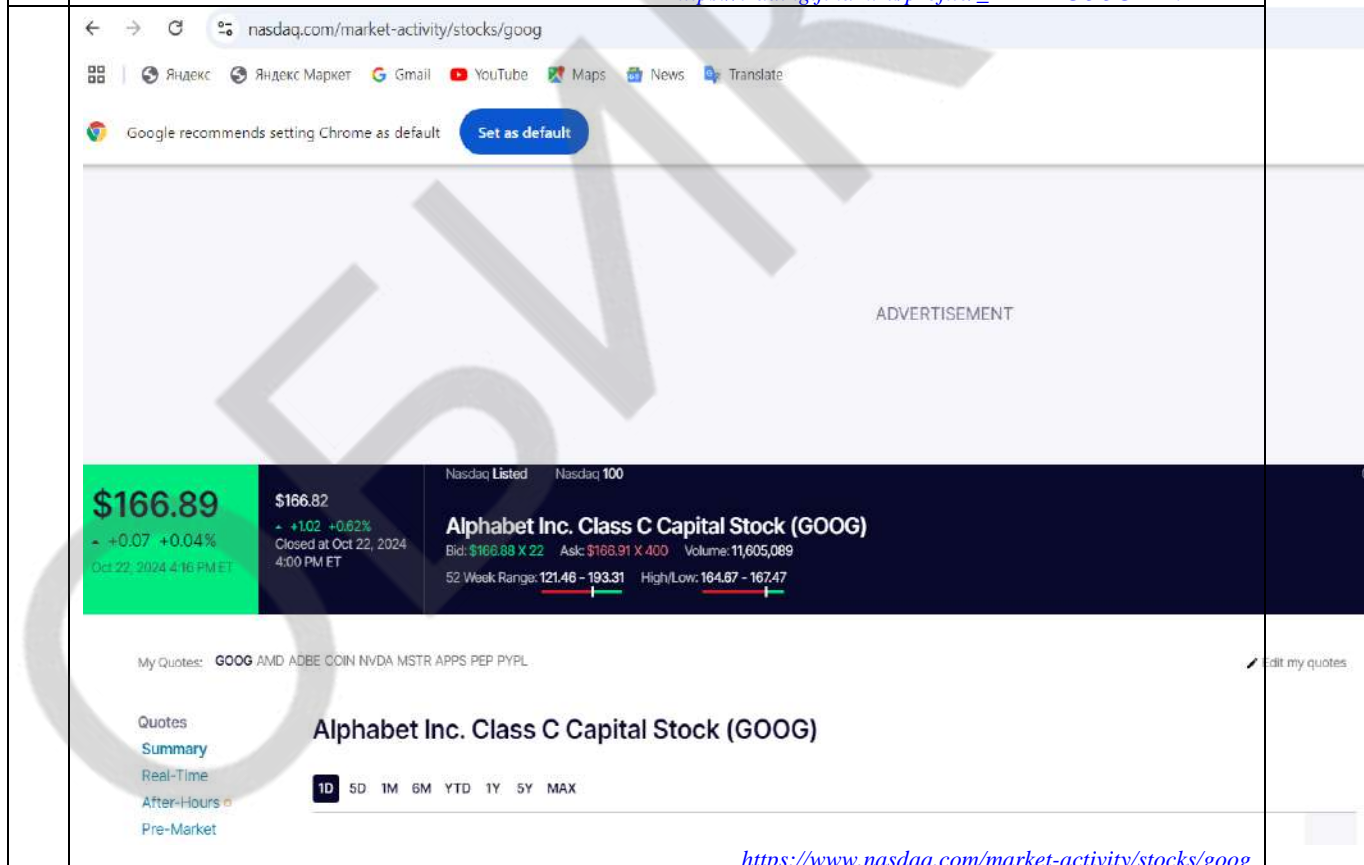 nasdaq.com/market-activity/stocks/goog
Яндекс Яндекс Маркет Gmail YouTube Maps News Translate
Google recommends setting Chrome as default Set as default
ADVERTISEMENT
Nasdaq Listed Nasdaq 100
$166.89 $166.82
+0.07 +0.04% +1.02 +0.62%
Oct 22, 2024 4:16 PM ET Closed at Oct 22, 2024
4:00 PM ET
Alphabet Inc. Class C Capital Stock (GOOG)
Bid: $166.88 X 22 Ask: $166.91 X 400 Volume: 11,605,089
52 Week Range: 121.46 - 193.31 High/Low: 164.67 - 167.47
My Quotes: GOOG AMD ADBE COIN NVDA MSTR APPS PEP PYPL Edit my quotes
Quotes
Summary
Real-Time
After-Hours
Pre-Market
Alphabet Inc. Class C Capital Stock (GOOG)
1D 5D 1M 6M YTD 1Y 5Y MAX
https://www.nasdaq.com/market-activity/stocks/goog